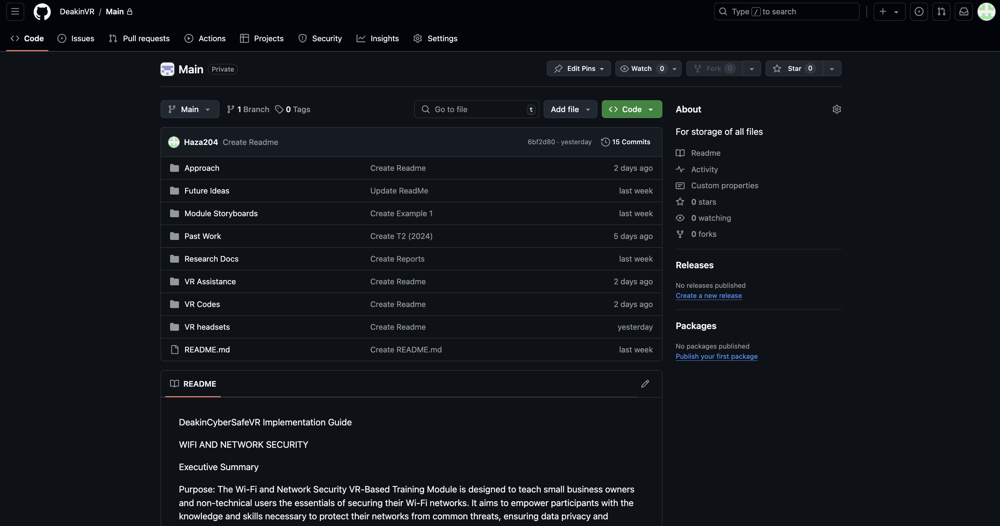 DeakinVR / Main
Type / to search
Code Issues Pull requests Actions Projects Security Insights Settings
Main Private
Edit Pins Watch 0 Fork 0 Star 0
Main 1 Branch 0 Tags
Go to file t Add file Code
Haza204 Create Readme 6bf2d80 · yesterday 15 Commits
Approach Create Readme 2 days ago
Future Ideas Update ReadMe last week
Module Storyboards Create Example 1 last week
Past Work Create T2 (2024) 5 days ago
Research Docs Create Reports last week
VR Assistance Create Readme 2 days ago
VR Codes Create Readme 2 days ago
VR headsets Create Readme yesterday
README.md Create README.md last week
README
DeakinCyberSafeVR Implementation Guide
WIFI AND NETWORK SECURITY
Executive Summary
Purpose: The Wi-Fi and Network Security VR-Based Training Module is designed to teach small business owners
and non-technical users the essentials of securing their Wi-Fi networks. It aims to empower participants with the
knowledge and skills necessary to protect their networks from common threats, ensuring data privacy and
About
For storage of all files
Readme
Activity
Custom properties
0 stars
0 watching
0 forks
Releases
No releases published
Create a new release
Packages
No packages published
Publish your first package